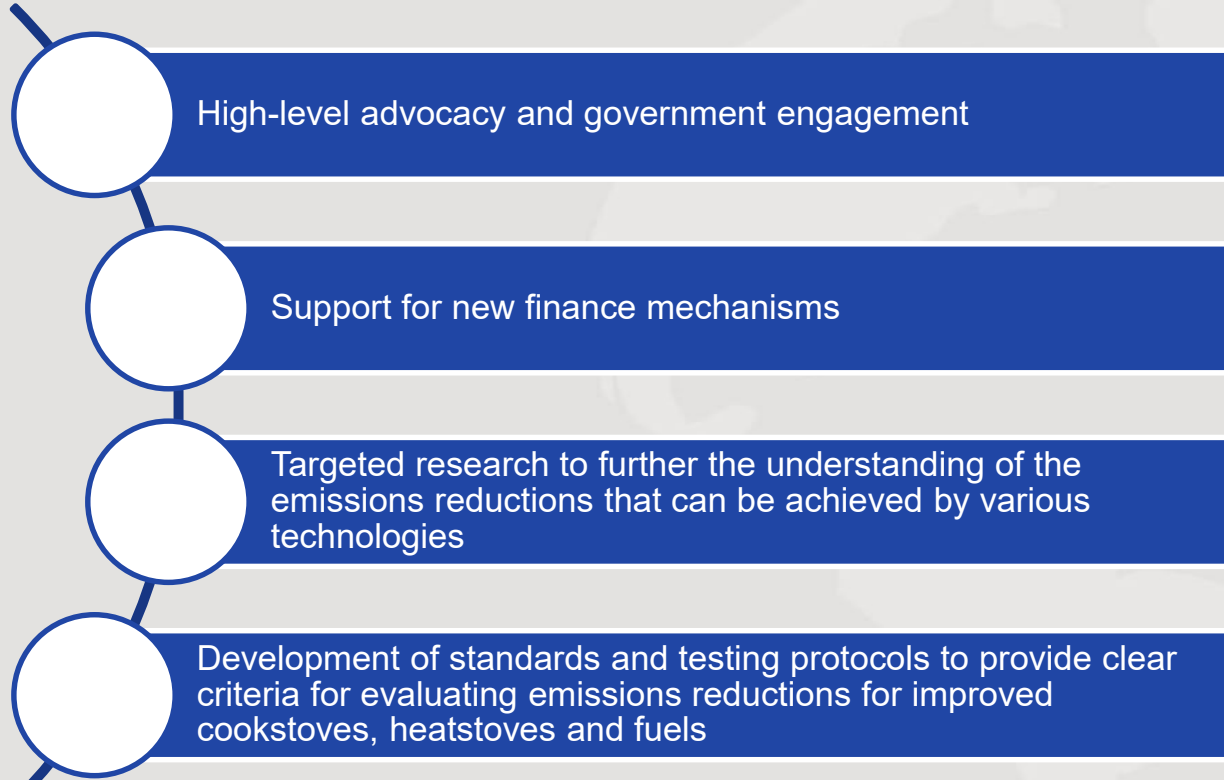 High-level advocacy and government engagement
Support for new finance mechanisms
Targeted research to further the understanding of the
emissions reductions that can be achieved by various
technologies
Development of standards and testing protocols to provide clear
criteria for evaluating emissions reductions for improved
cookstoves, heatstoves and fuels